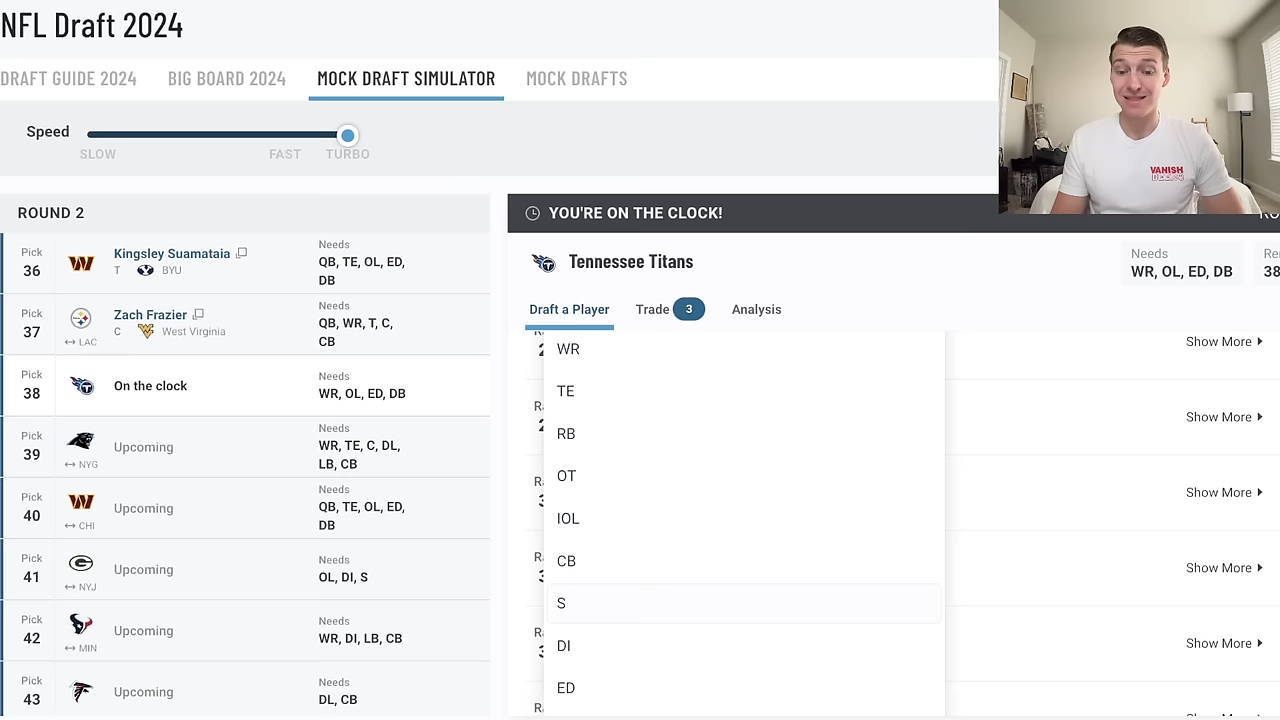 NFL Draft 2024
DRAFT GUIDE 2024 BIG BOARD 2024 MOCK DRAFT SIMULATOR MOCK DRAFTS
Speed
SLOW FAST TURBO
ROUND 2
Pick 36
Kingsley Suamataia
T BYU
Needs
QB, TE, OL, ED,
DB
Pick 37
LAC
Zach Frazier
C West Virginia
Needs
QB, WR, T, C,
CB
Pick 38
On the clock
Needs
WR, OL, ED, DB
Pick 39
NYG
Upcoming
Needs
WR, TE, C, DL,
LB, CB
Pick 40
CHI
Upcoming
Needs
QB, TE, OL, ED,
DB
Pick 41
NYJ
Upcoming
Needs
OL, DI, S
Pick 42
MIN
Upcoming
Needs
WR, DI, LB, CB
Pick 43
Upcoming
Needs
DL, CB
YOU'RE ON THE CLOCK!
Tennessee Titans
Needs
WR, OL, ED, DB
38
Draft a Player Trade 3 Analysis
WR
TE
RB
OT
IOL
CB
S
DI
ED
Show More
Show More
Show More
Show More
Show More
VANISH